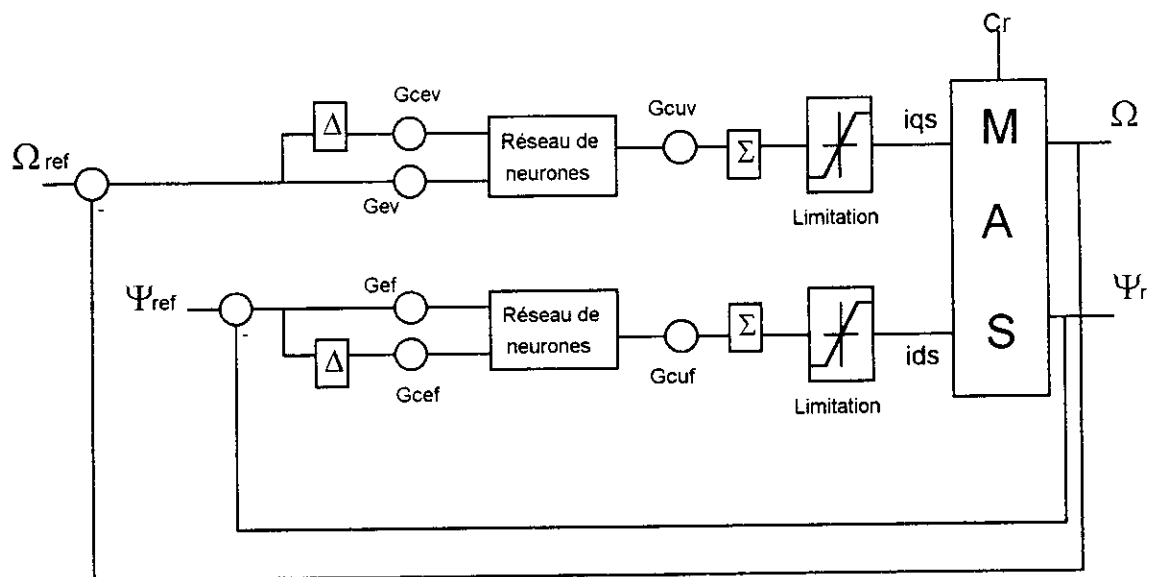 Cr
Gcev
Gcuv
iqs
Ω
Δ
M
Ω ref
Réseau de
neurones
Σ
-
Gev
Limitation
A
Ψref
Gef
Ψr
Réseau de
neurones
Σ
S
-
Δ
Gcef
Gcuf
ids
Limitation